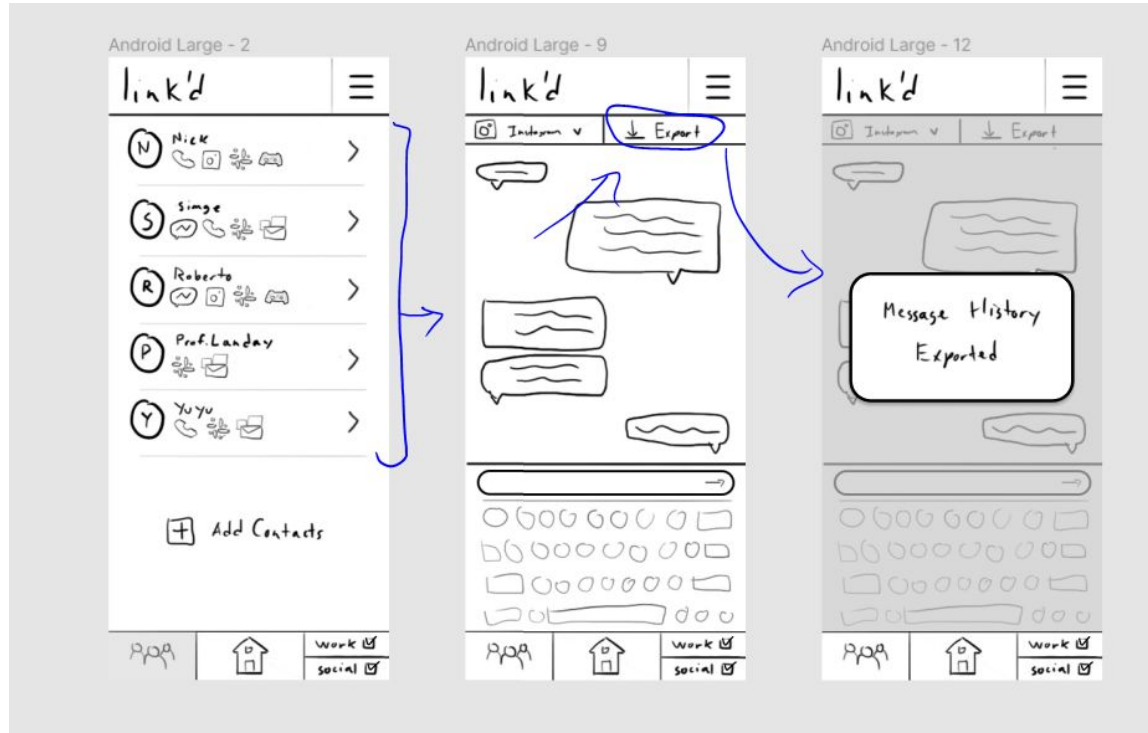 Android Large - 2
link'd
N Nick
S Simge
R Roberto
P Prof. Landay
Y YuYu
+ Add Contacts
work
social
Android Large - 9
link'd
Instagram
Export
work
social
Android Large - 12
link'd
Instagram
Export
Message History
Exported
work
social